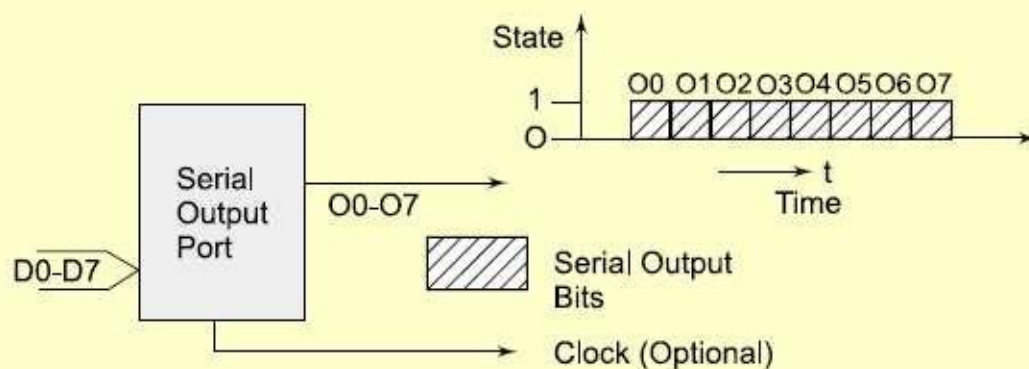 State
O0 O1 O2 O3 O4 O5 O6 O7
1
O
t
Time
Serial
Output
Port
O0-O7
D0-D7
Serial Output
Bits
Clock (Optional)